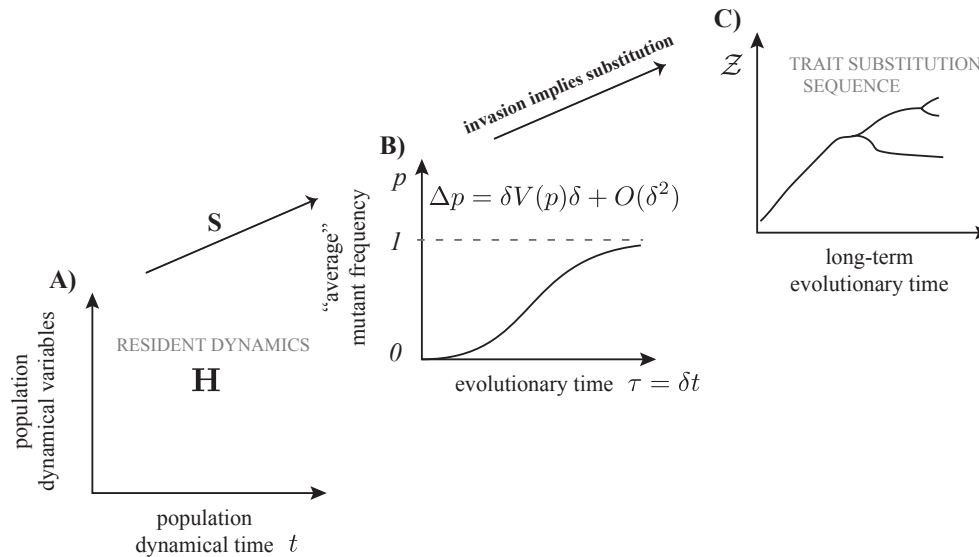 A)
population
dynamical variables
RESIDENT DYNAMICS
H
population
dynamical time t
S
B)
p
"average"
mutant frequency
Δp = δV(p)δ + O(δ²)
1
0
evolutionary time τ = δt
invasion implies substitution
C)
𝒵
TRAIT SUBSTITUTION
SEQUENCE
long-term
evolutionary time